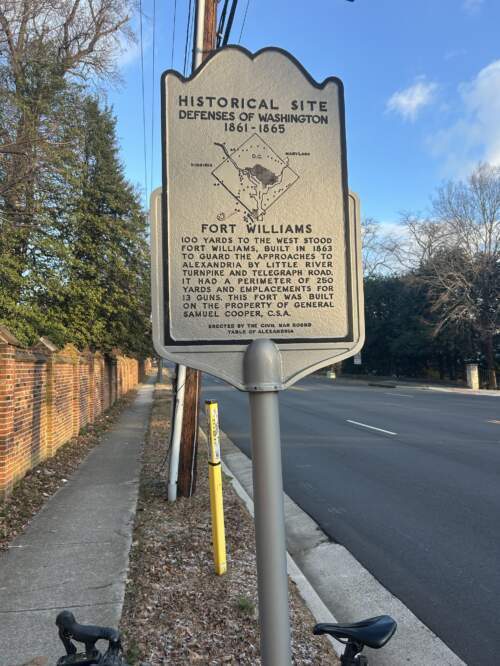 HISTORICAL SITE
DEFENSES OF WASHINGTON
1861-1865
D.C.
MARYLAND
VIRGINIA
FORT WILLIAMS
100 YARDS TO THE WEST STOOD
FORT WILLIAMS, BUILT IN 1863
TO GUARD THE APPROACHES TO
ALEXANDRIA BY LITTLE RIVER
TURNPIKE AND TELEGRAPH ROAD.
IT HAD A PERIMETER OF 250
YARDS AND EMPLACEMENTS FOR
13 GUNS. THIS FORT WAS BUILT
ON THE PROPERTY OF GENERAL
SAMUEL COOPER, C.S.A.
ERECTED BY THE CIVIL WAR ROUND
TABLE OF ALEXANDRIA